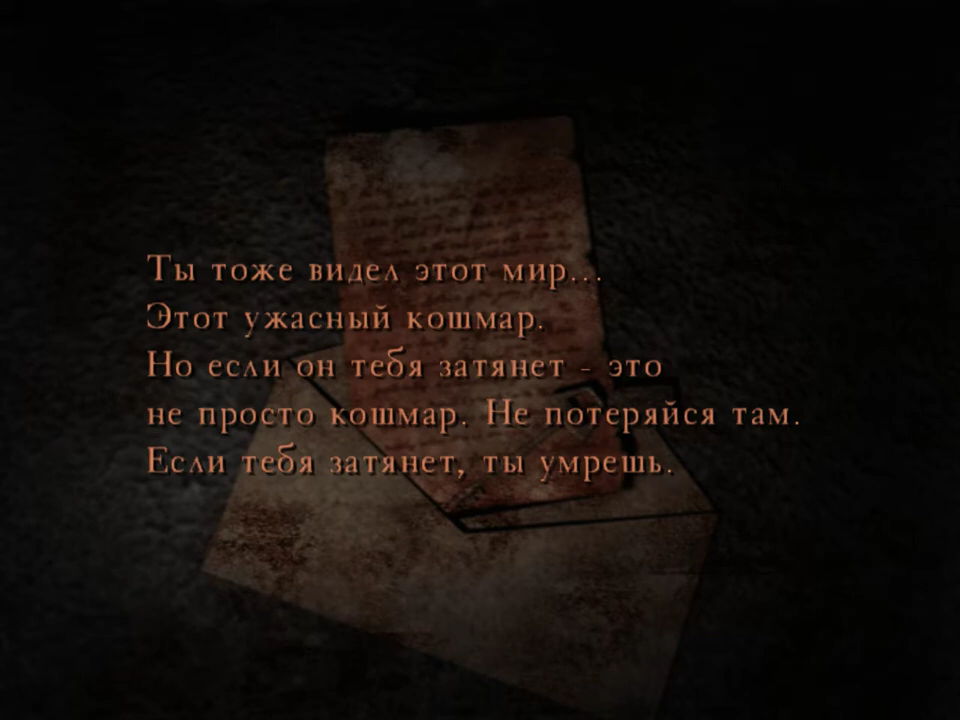 Ты тоже видел этот мир...
Этот ужасный кошмар.
Но если он тебя затянет - это
не просто кошмар. Не потеряйся там.
Если тебя затянет, ты умрешь.